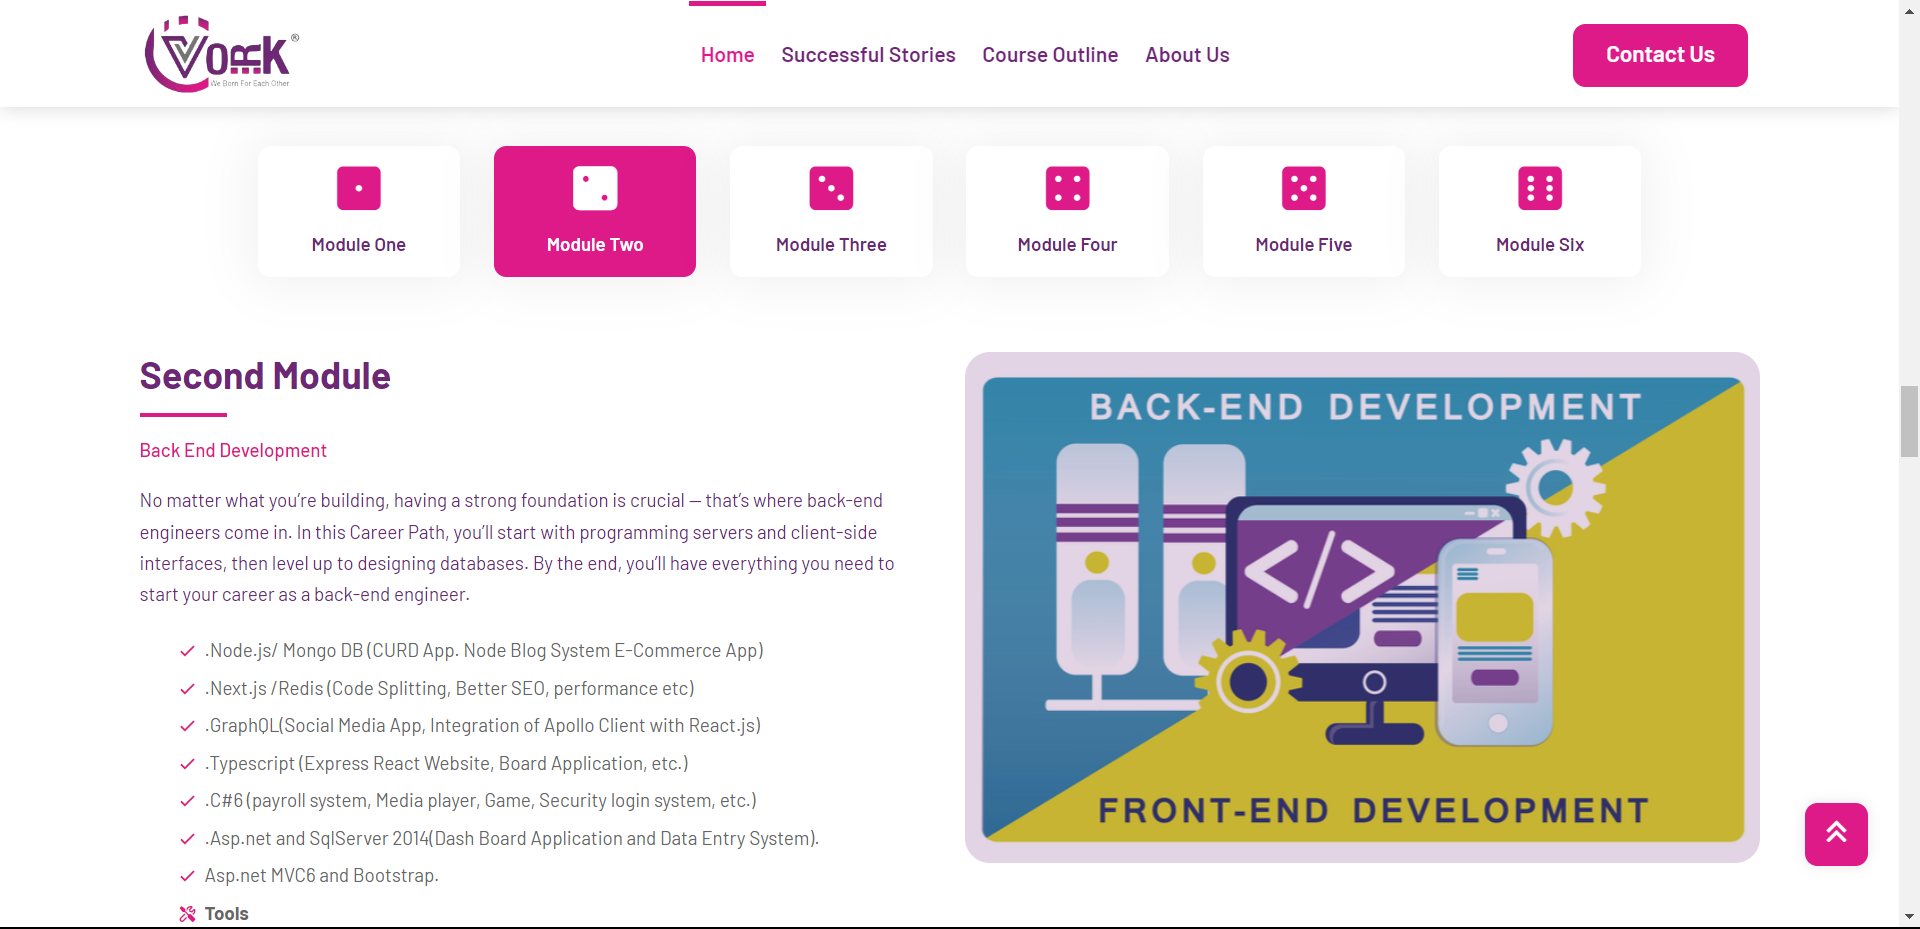 VORK ®
We Born For Each Other
Home Successful Stories Course Outline About Us
Contact Us
Module One
Module Two
Module Three
Module Four
Module Five
Module Six
Second Module
Back End Development
No matter what you’re building, having a strong foundation is crucial — that’s where back-end
engineers come in. In this Career Path, you’ll start with programming servers and client-side
interfaces, then level up to designing databases. By the end, you’ll have everything you need to
start your career as a back-end engineer.
.Node.js/ Mongo DB (CURD App. Node Blog System E-Commerce App)
.Next.js /Redis (Code Splitting, Better SEO, performance etc)
.GraphQL(Social Media App, Integration of Apollo Client with React.js)
.Typescript (Express React Website, Board Application, etc.)
.C#6 (payroll system, Media player, Game, Security login system, etc.)
.Asp.net and SqlServer 2014(Dash Board Application and Data Entry System).
Asp.net MVC6 and Bootstrap.
Tools
BACK-END DEVELOPMENT
</>
FRONT-END DEVELOPMENT